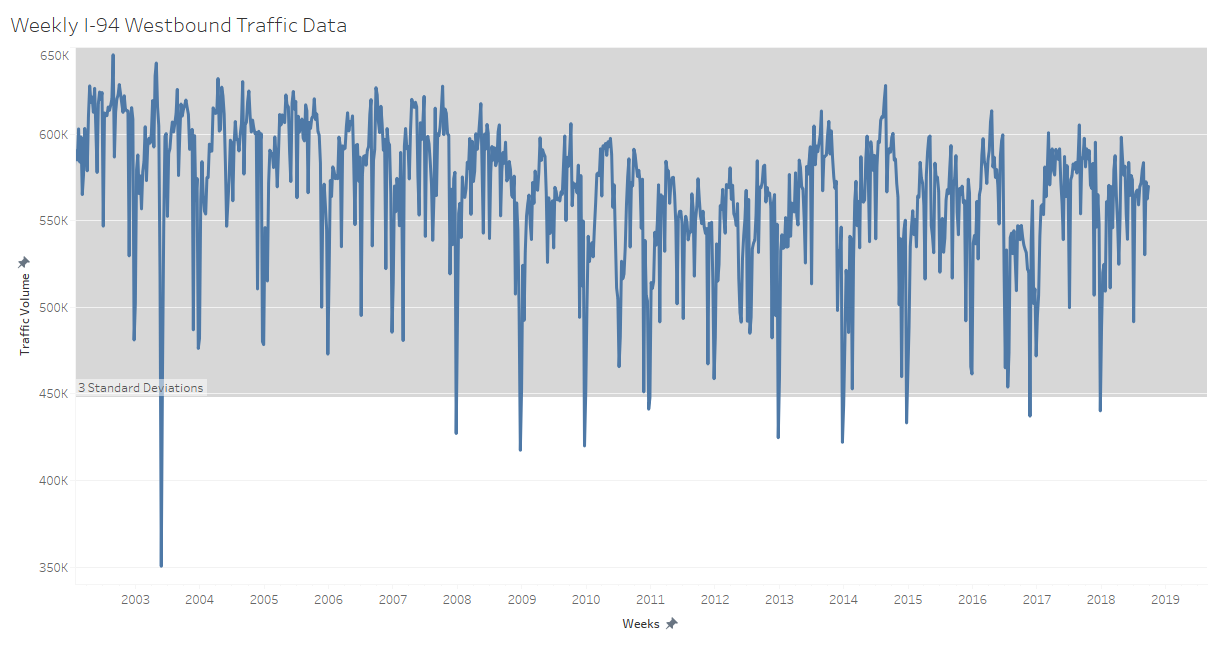 Weekly I-94 Westbound Traffic Data
650K
600K
550K
500K
450K
400K
350K
Traffic Volume
3 Standard Deviations
2003 2004 2005 2006 2007 2008 2009 2010 2011 2012 2013 2014 2015 2016 2017 2018 2019
Weeks